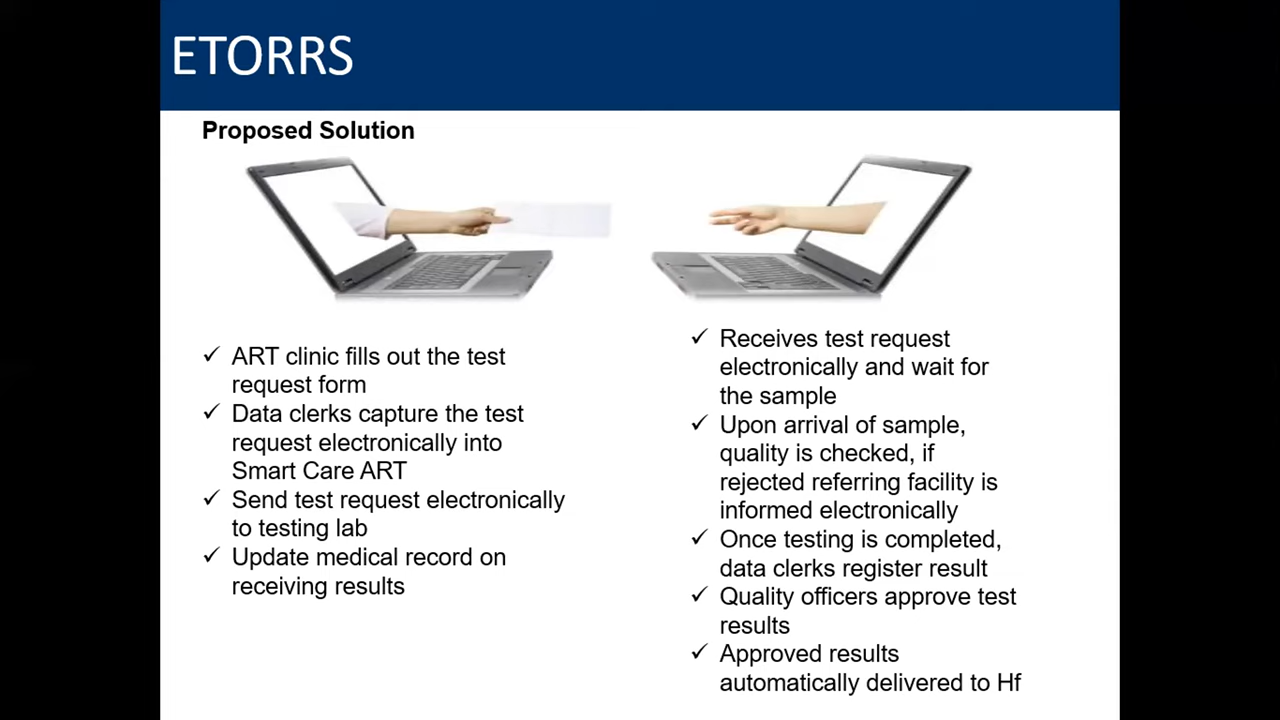 ETORRS
Proposed Solution
ART clinic fills out the test
request form
Data clerks capture the test
request electronically into
Smart Care ART
Send test request electronically
to testing lab
Update medical record on
receiving results
Receives test request
electronically and wait for
the sample
Upon arrival of sample,
quality is checked, if
rejected referring facility is
informed electronically
Once testing is completed,
data clerks register result
Quality officers approve test
results
Approved results
automatically delivered to Hf